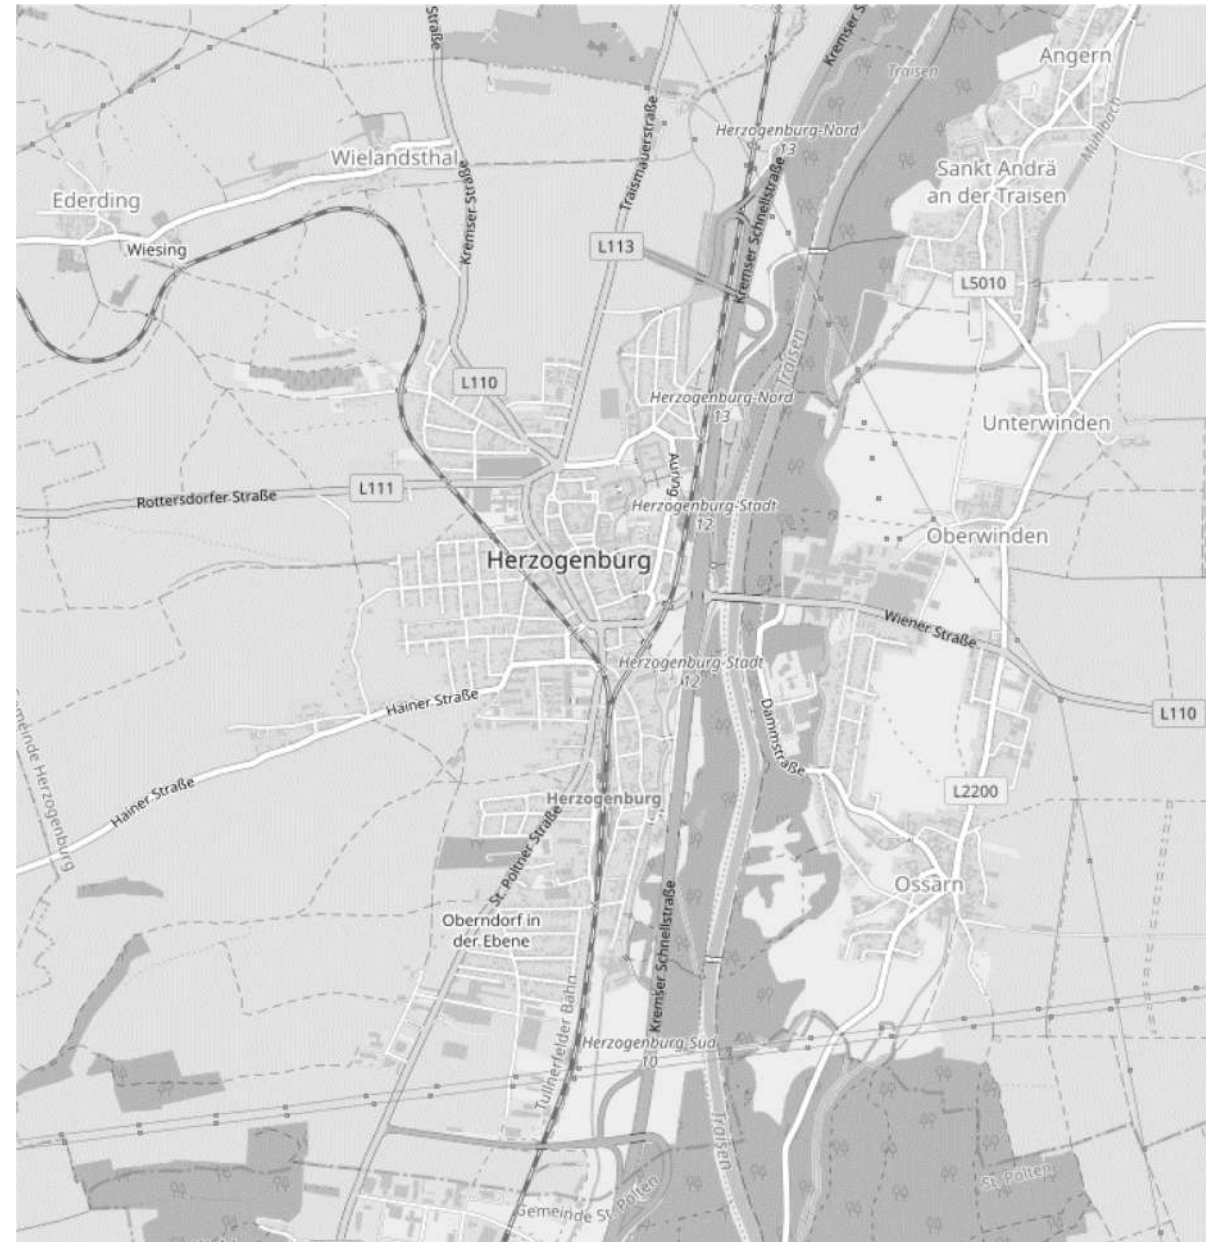 Straße
Kremser S
Angern
Traisen
Mühlbach
Herzogenburg-Nord
13
Wielandsthal
Traismauerstraße
Sankt Andrä
an der Traisen
Ederding
Kremser Straße
Kremser Schnellstraße
Wiesing
L113
L5010
Traisen
L110
Herzogenburg-Nord
13
Unterwinden
Auring
L111
Rottersdorfer Straße
Herzogenburg-Stadt
12
Oberwinden
Herzogenburg
Wiener Straße
Herzogenburg-Stadt
12
Hainer Straße
L110
Dammstraße
emeinde Herzogenburg
Hainer Straße
Herzogenburg
L2200
St. Pöltner Straße
Ossarn
Oberndorf in
der Ebene
Kremser Schnellstraße
Tullnerfelder Bahn
Herzogenburg-Süd
10
Traisen
St. Pölten
Gemeinde St. Pölten